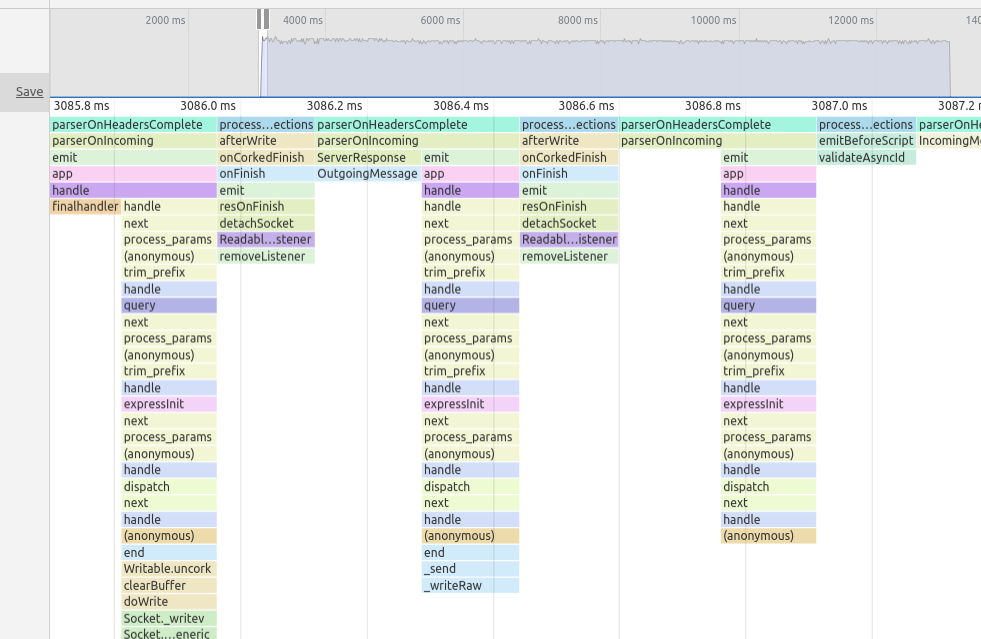 2000 ms 4000 ms 6000 ms 8000 ms 10000 ms 12000 ms 140
Save
3085.8 ms 3086.0 ms 3086.2 ms 3086.4 ms 3086.6 ms 3086.8 ms 3087.0 ms 3087.2 m
parserOnHeadersComplete process...ections parserOnHeadersComplete process...ections parserOnHeadersComplete process...ections parserOnHe
parserOnIncoming afterWrite parserOnIncoming afterWrite parserOnIncoming emitBeforeScript IncomingMe
emit onCorkedFinish ServerResponse emit onCorkedFinish emit validateAsyncId
app onFinish OutgoingMessage app onFinish app
handle emit handle emit handle
finalhandler handle resOnFinish handle resOnFinish handle
next detachSocket next detachSocket next
process_params Readabl...stener process_params Readabl...istener process_params
(anonymous) removeListener (anonymous) removeListener (anonymous)
trim_prefix trim_prefix trim_prefix
handle handle handle
query query query
next next next
process_params process_params process_params
(anonymous) (anonymous) (anonymous)
trim_prefix trim_prefix trim_prefix
handle handle handle
expressInit expressInit expressInit
next next next
process_params process_params process_params
(anonymous) (anonymous) (anonymous)
handle handle handle
dispatch dispatch dispatch
next next next
handle handle handle
(anonymous) (anonymous) (anonymous)
end end
Writable.uncork _send
clearBuffer _writeRaw
doWrite
Socket._writev
Socket....eneric